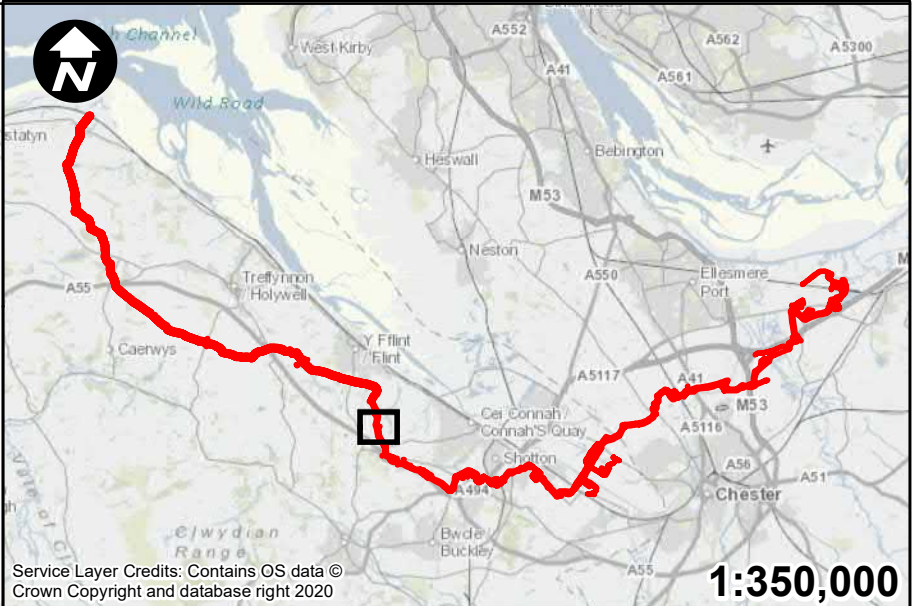 h Channel
N
West Kirby
A552
A562
A5300
A41
A561
Wild Road
statyn
Heswall
Bebington
M53
Neston
A55
Treffynnon
Holywell
A550
Ellesmere
Port
M
Caerwys
Y Fflint
Flint
A5117
A41
M53
Cei Connah
Connah'S Quay
A5116
Shotton
A56
A51
A494
Chester
gh
Clwydian
Range
Bwcle
Buckley
A55
Service Layer Credits: Contains OS data ©
Crown Copyright and database right 2020
1:350,000